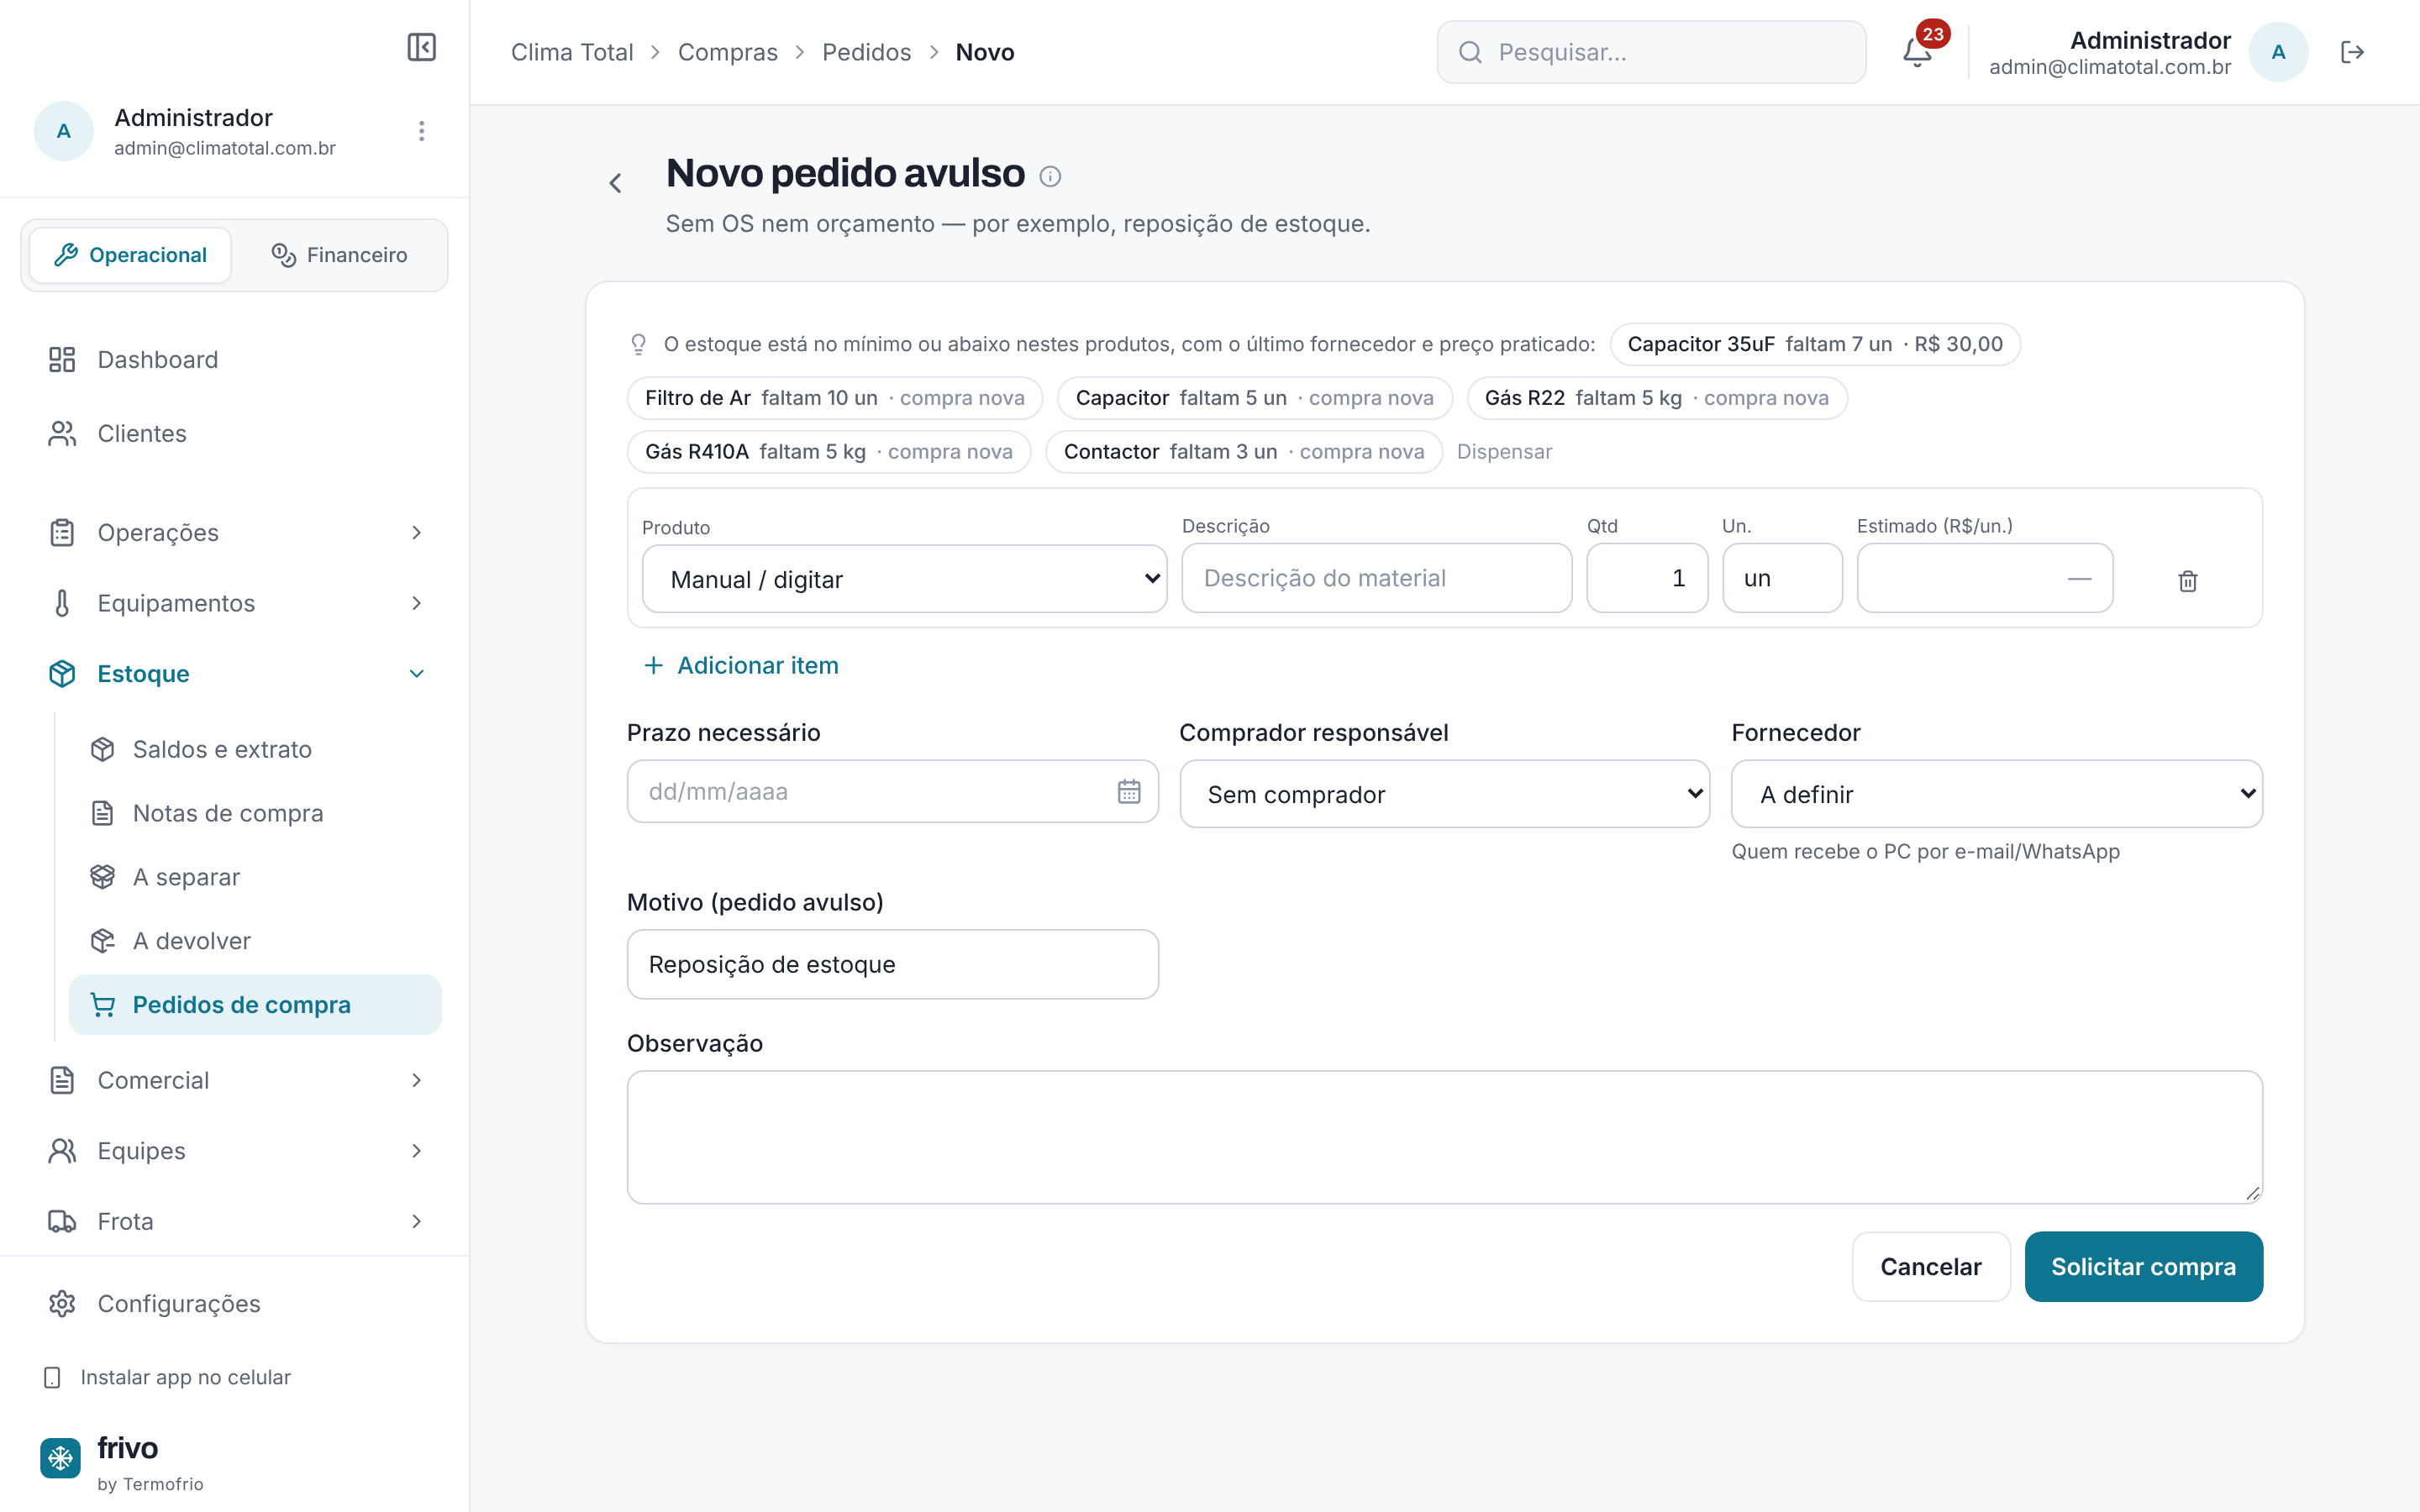 Clima Total > Compras > Pedidos > Novo
Pesquisar...
23
Administrador
admin@climatotal.com.br
A
A
Administrador
admin@climatotal.com.br
Operacional
Financeiro
Dashboard
Clientes
Operações
Equipamentos
Estoque
Saldos e extrato
Notas de compra
A separar
A devolver
Pedidos de compra
Comercial
Equipes
Frota
Configurações
Instalar app no celular
frivo
by Termofrio
Novo pedido avulso
Sem OS nem orçamento — por exemplo, reposição de estoque.
O estoque está no mínimo ou abaixo nestes produtos, com o último fornecedor e preço praticado: Capacitor 35uF faltam 7 un · R$ 30,00
Filtro de Ar faltam 10 un · compra nova Capacitor faltam 5 un · compra nova Gás R22 faltam 5 kg · compra nova
Gás R410A faltam 5 kg · compra nova Contactor faltam 3 un · compra nova Dispensar
Produto Descrição Qtd Un. Estimado (R$/un.)
Manual / digitar Descrição do material 1 un —
+ Adicionar item
Prazo necessário Comprador responsável Fornecedor
dd/mm/aaaa Sem comprador A definir
Quem recebe o PC por e-mail/WhatsApp
Motivo (pedido avulso)
Reposição de estoque
Observação
Cancelar Solicitar compra